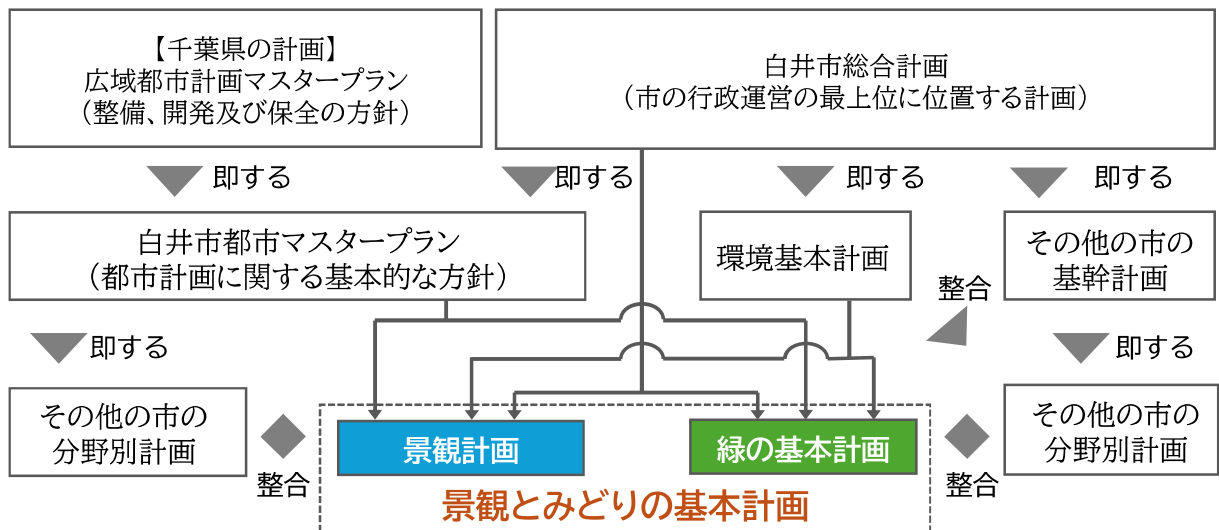 【千葉県の計画】
広域都市計画マスタープラン
（整備、開発及び保全の方針）
白井市総合計画
（市の行政運営の最上位に位置する計画）
即する
即する
即する
即する
白井市都市マスタープラン
（都市計画に関する基本的な方針）
環境基本計画
その他の市の
基幹計画
整合
即する
即する
その他の市の
分野別計画
整合
景観計画
緑の基本計画
景観とみどりの基本計画
整合
その他の市の
分野別計画